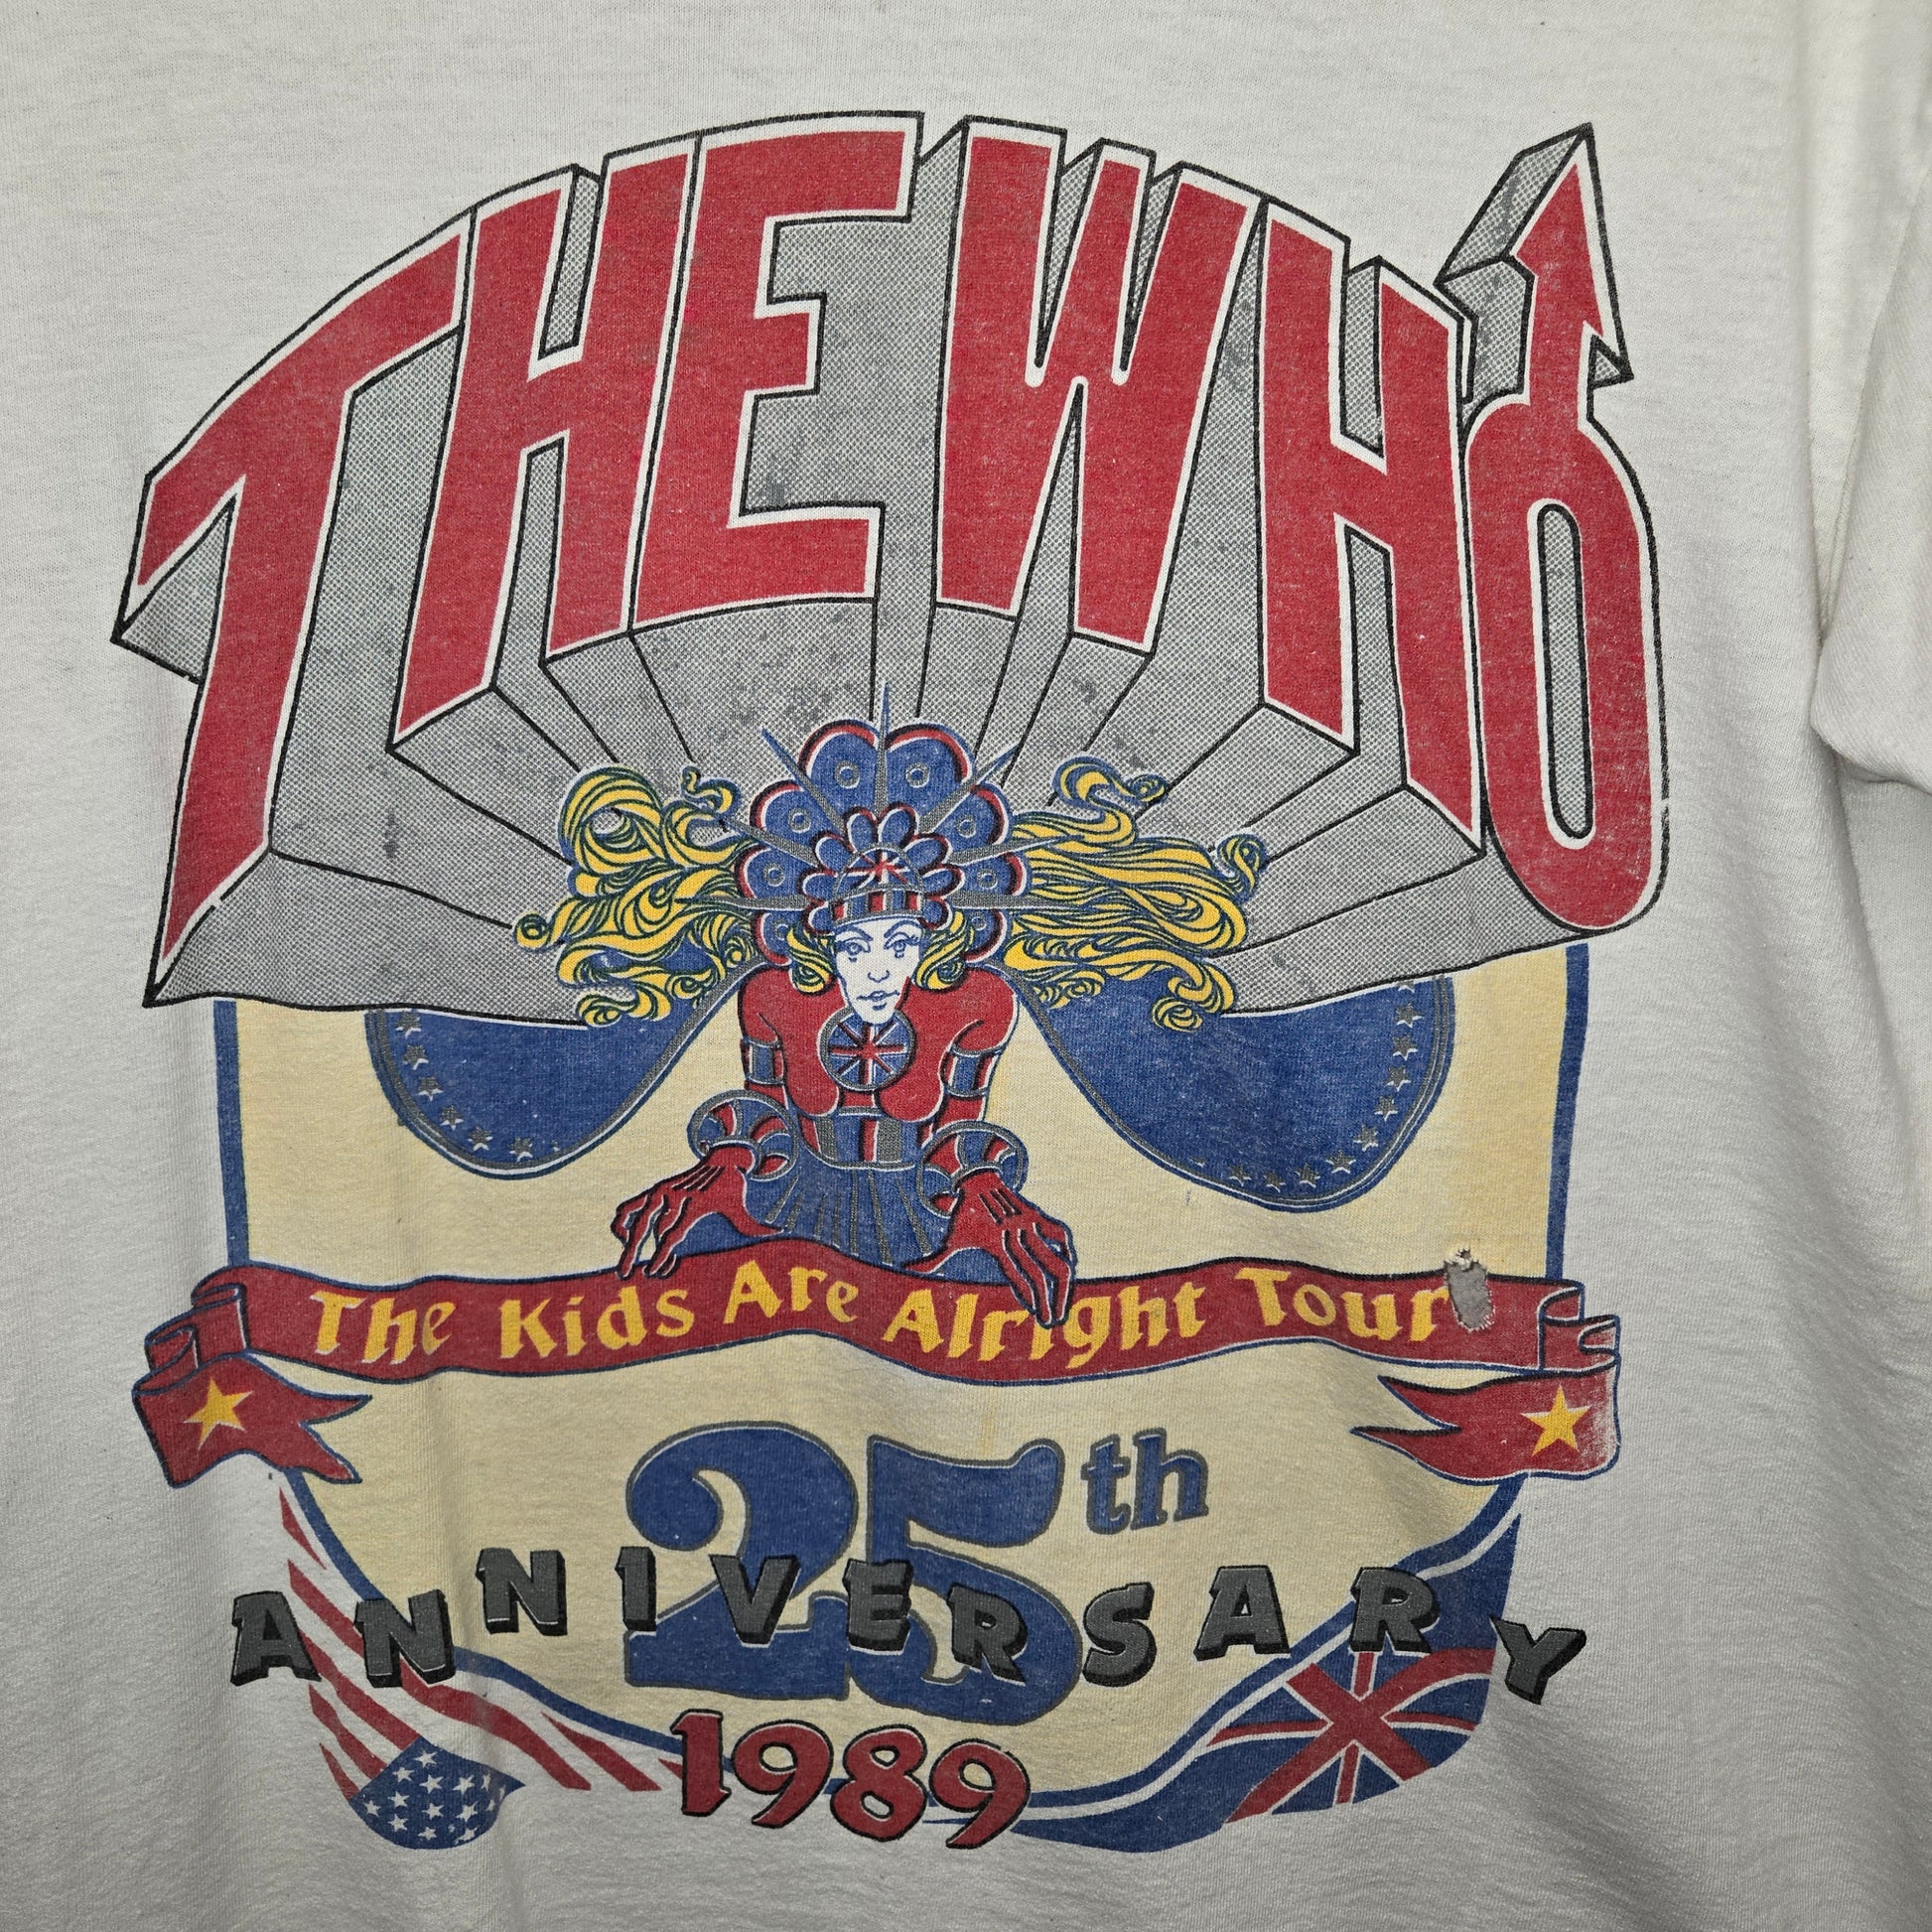 THE WHO
The Kids Are Alright Tour
25th
ANNIVERSARY
1989